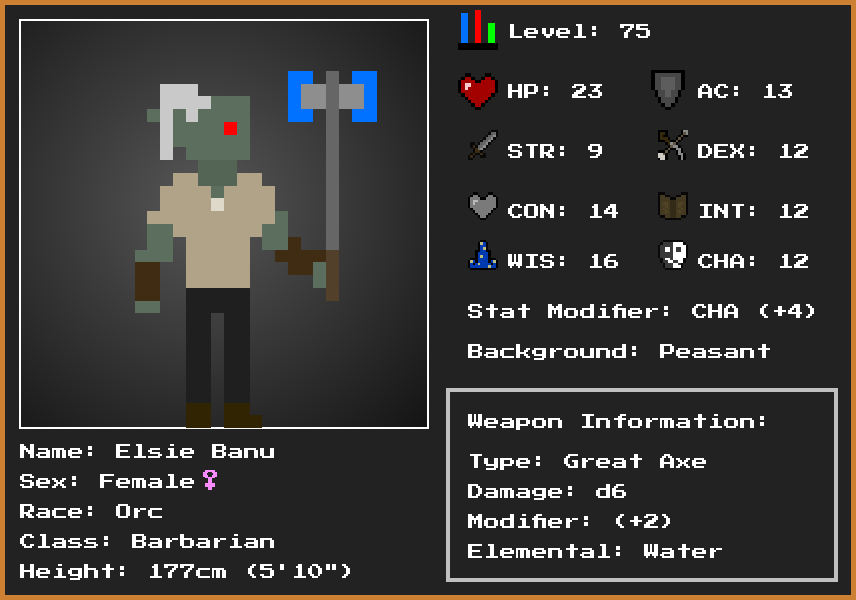 Level: 75
HP: 23
AC: 13
STR: 9
DEX: 12
CON: 14
INT: 12
WIS: 16
CHA: 12
Stat Modifier: CHA (+4)
Background: Peasant
Weapon Information:
Type: Great Axe
Damage: d6
Modifier: (+2)
Elemental: Water
Name: Elsie Banu
Sex: Female♀
Race: Orc
Class: Barbarian
Height: 177cm (5'10")